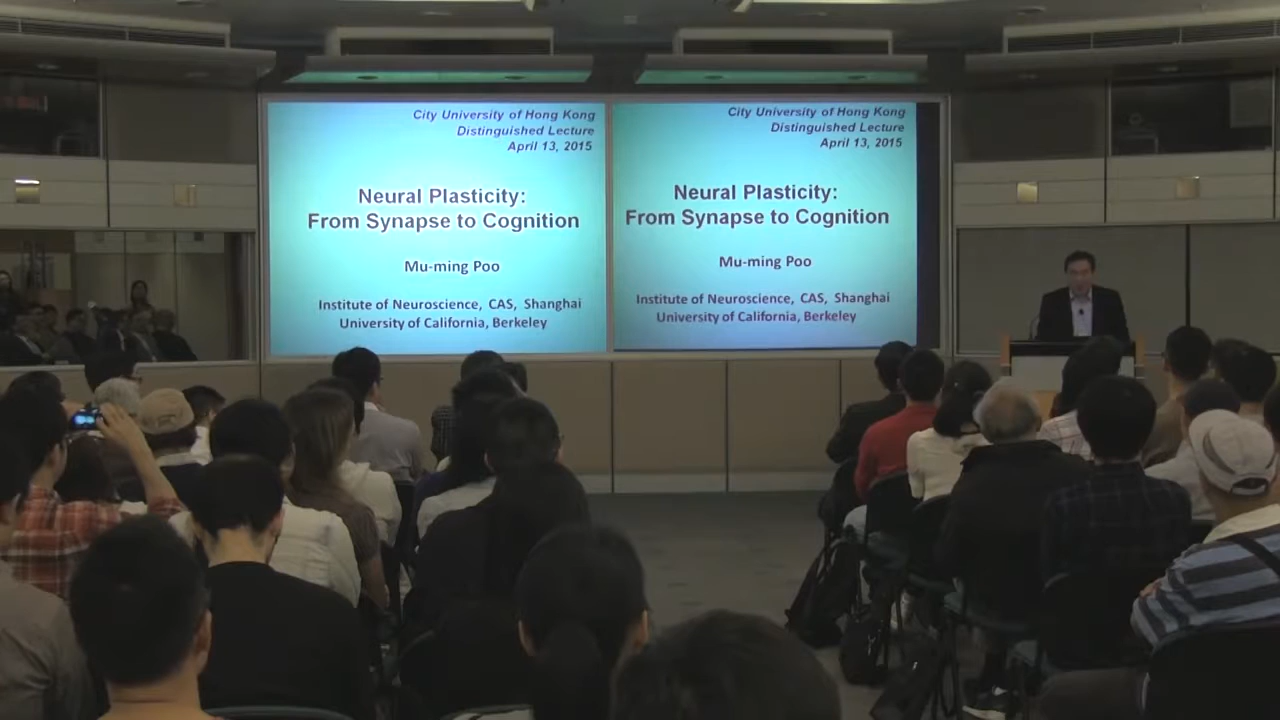 City University of Hong Kong
Distinguished Lecture
April 13, 2015
Neural Plasticity:
From Synapse to Cognition
Mu-ming Poo
Institute of Neuroscience, CAS, Shanghai
University of California, Berkeley
City University of Hong Kong
Distinguished Lecture
April 13, 2015
Neural Plasticity:
From Synapse to Cognition
Mu-ming Poo
Institute of Neuroscience, CAS, Shanghai
University of California, Berkeley